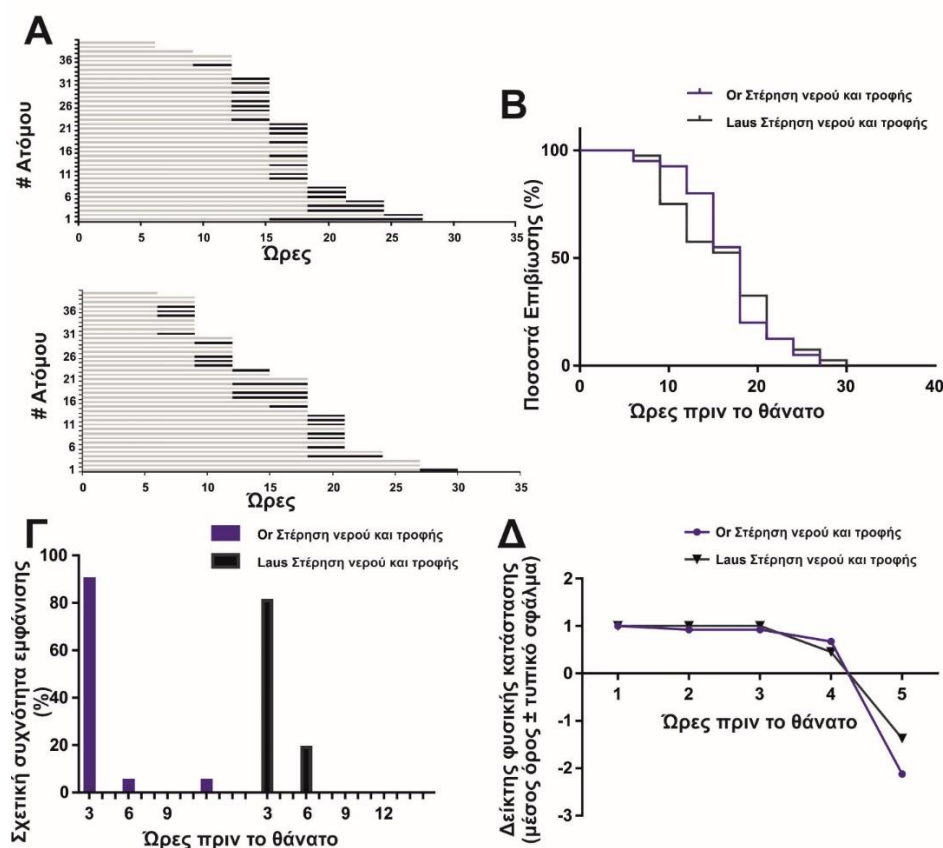 A
# Ατόμου
36
31
26
21
16
11
6
1
0 5 10 15 20 25 30 35
Ώρες
# Ατόμου
36
31
26
21
16
11
6
1
0 5 10 15 20 25 30 35
Ώρες
B
Or Στέρηση νερού και τροφής
Laus Στέρηση νερού και τροφής
Ποσοστά Επιβίωσης (%)
100
50
0
0 10 20 30 40
Ώρες πριν το θάνατο
Γ
Or Στέρηση νερού και τροφής
Laus Στέρηση νερού και τροφής
Σχετική συχνότητα εμφάνισης
(%)
100
80
60
40
20
0
3 6 9 3 6 9 12
Ώρες πριν το θάνατο
Δ
Or Στέρηση νερού και τροφής
Laus Στέρηση νερού και τροφής
Δείκτης φυσικής κατάστασης
(μέσος όρος ± τυπικό σφάλμα)
2
1
0
-1
-2
-3
1 2 3 4 5
Ώρες πριν το θάνατο